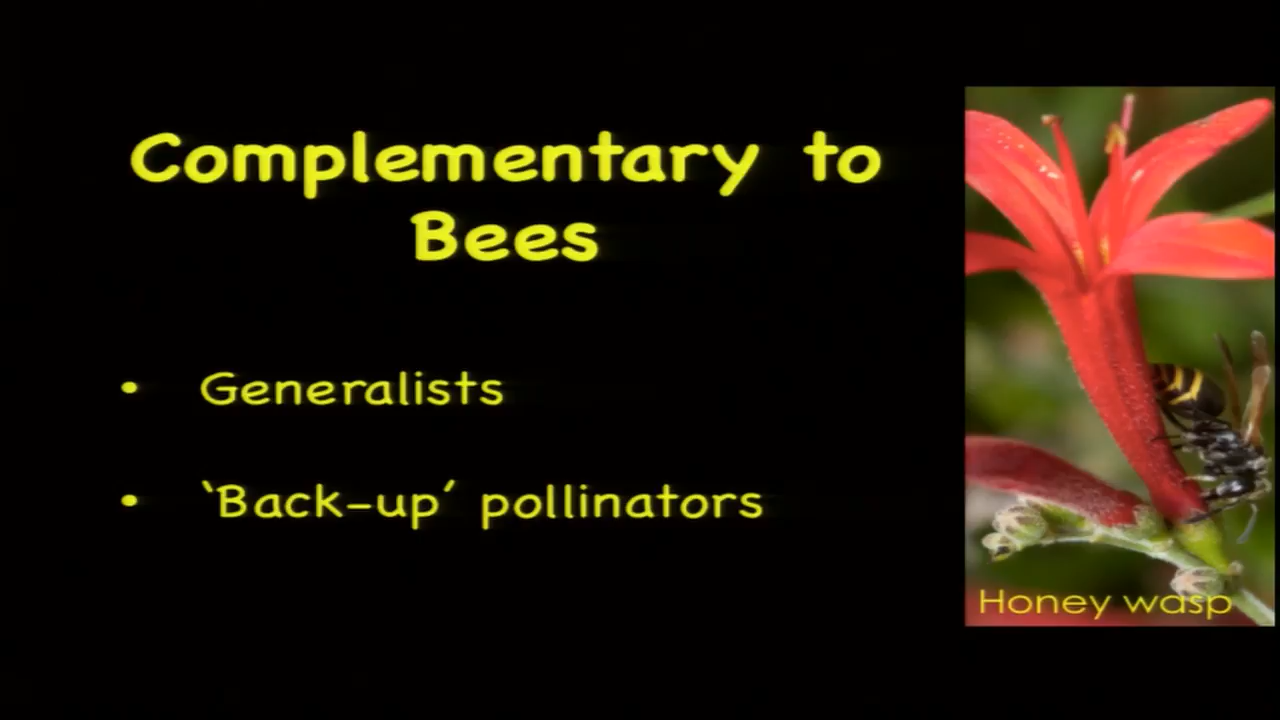 Complementary to
Bees
• Generalists
• ‘Back-up’ pollinators
Honey wasp